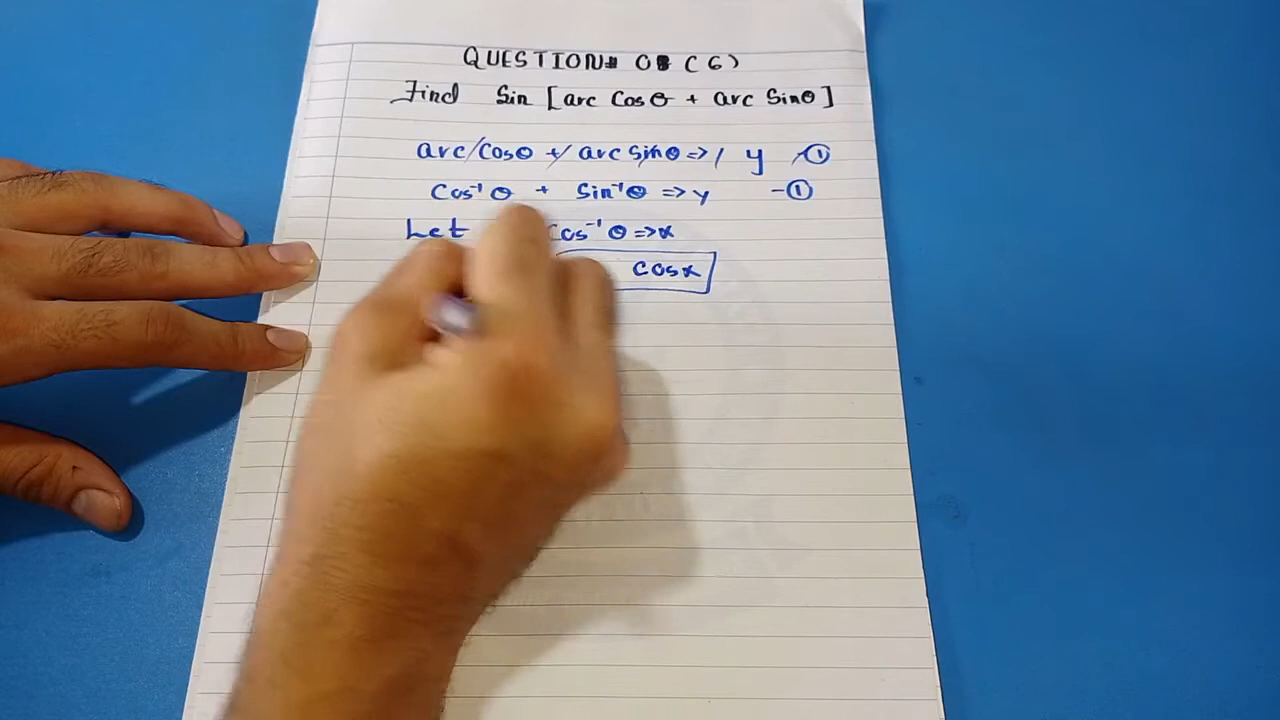 QUESTION# 0 (6)
Find Sin [arc Cosθ + arc Sinθ]
arc/Cosθ + arc Sinθ => y -①
Cos⁻¹θ + Sin⁻¹θ => y -①
Let Cos⁻¹θ => x
cosx